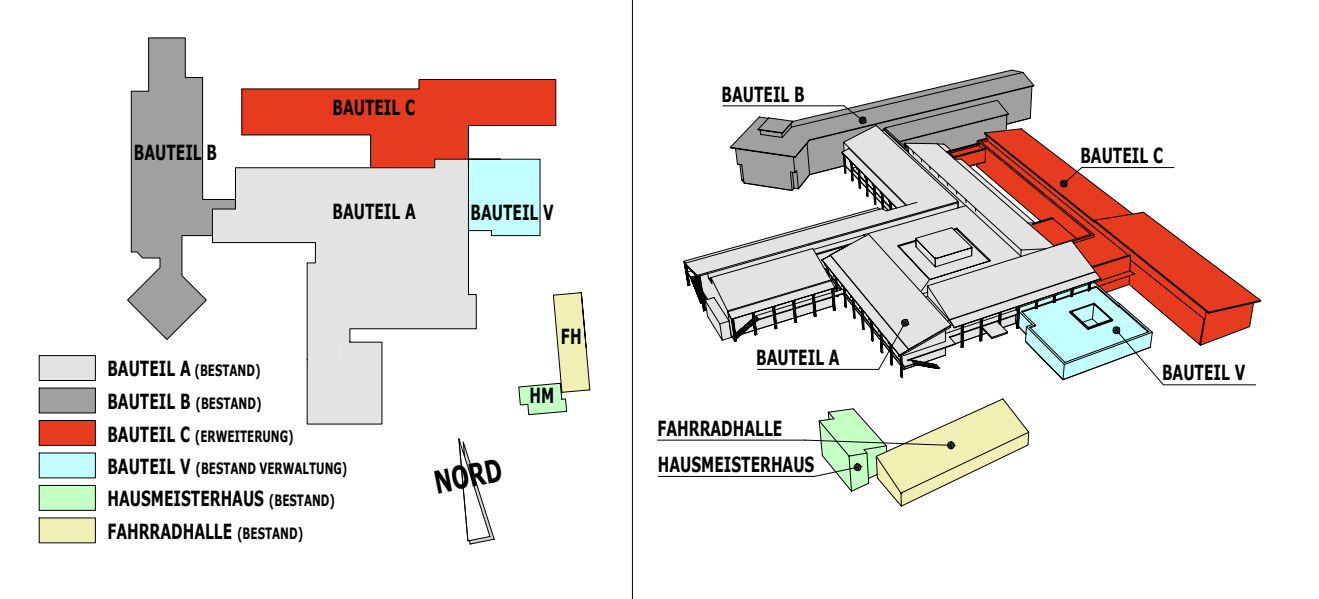 BAUTEIL C
BAUTEIL B
BAUTEIL A
BAUTEIL V
FH
HM
BAUTEIL A (BESTAND)
BAUTEIL B (BESTAND)
BAUTEIL C (ERWEITERUNG)
BAUTEIL V (BESTAND VERWALTUNG)
HAUSMEISTERHAUS (BESTAND)
FAHRRADHALLE (BESTAND)
NORD
BAUTEIL B
BAUTEIL C
BAUTEIL A
BAUTEIL V
FAHRRADHALLE
HAUSMEISTERHAUS